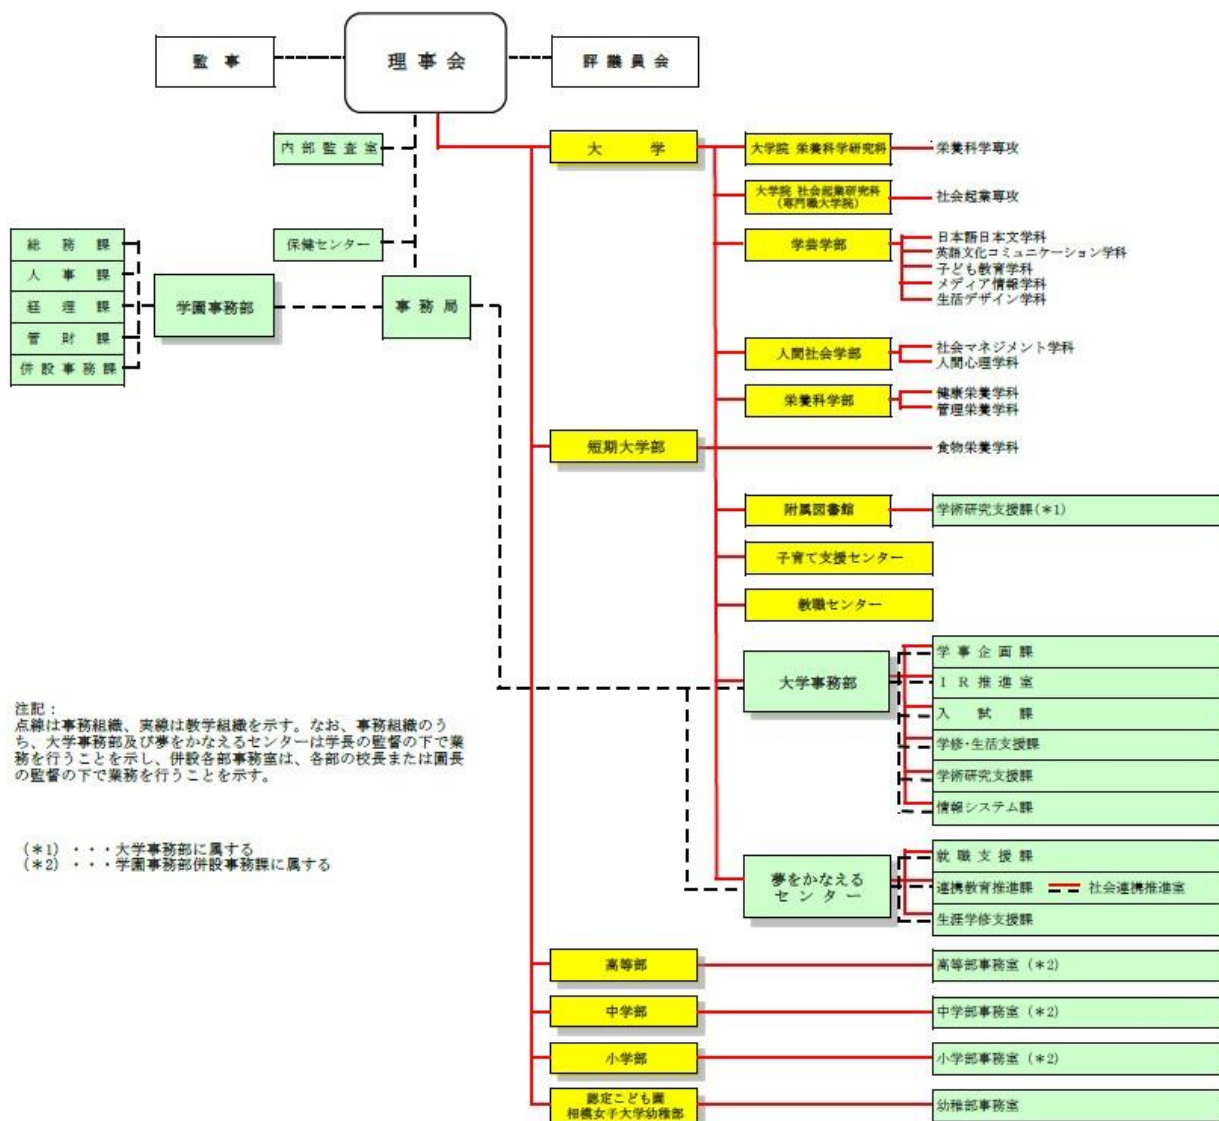 監事
理事会
評議員会
内部監査室
保健センター
総務課
人事課
経理課
管財課
併設事務課
学園事務部
事務局
大学
大学院 栄養科学研究科
栄養科学専攻
大学院 社会起業研究科
(専門職大学院)
社会起業専攻
学芸学部
日本語日本文学科
英語文化コミュニケーション学科
子ども教育学科
メディア情報学科
生活デザイン学科
人間社会学部
社会マネジメント学科
人間心理学科
栄養科学部
健康栄養学科
管理栄養学科
短期大学部
食物栄養学科
附属図書館
学術研究支援課(*1)
子育て支援センター
教職センター
大学事務部
学事企画課
IR推進室
入試課
学修・生活支援課
学術研究支援課
情報システム課
夢をかなえる
センター
就職支援課
連携教育推進課
社会連携推進室
生涯学修支援課
高等部
高等部事務室(*2)
中学部
中学部事務室(*2)
小学部
小学部事務室(*2)
認定こども園
相模女子大学幼稚部
幼稚部事務室
注記:
点線は事務組織、実線は教学組織を示す。なお、事務組織のう
ち、大学事務部及び夢をかなえるセンターは学長の監督の下で業
務を行うことを示し、併設各部事務室は、各部の校長または園長
の監督の下で業務を行うことを示す。
(*1)・・・大学事務部に属する
(*2)・・・学園事務部併設事務課に属する